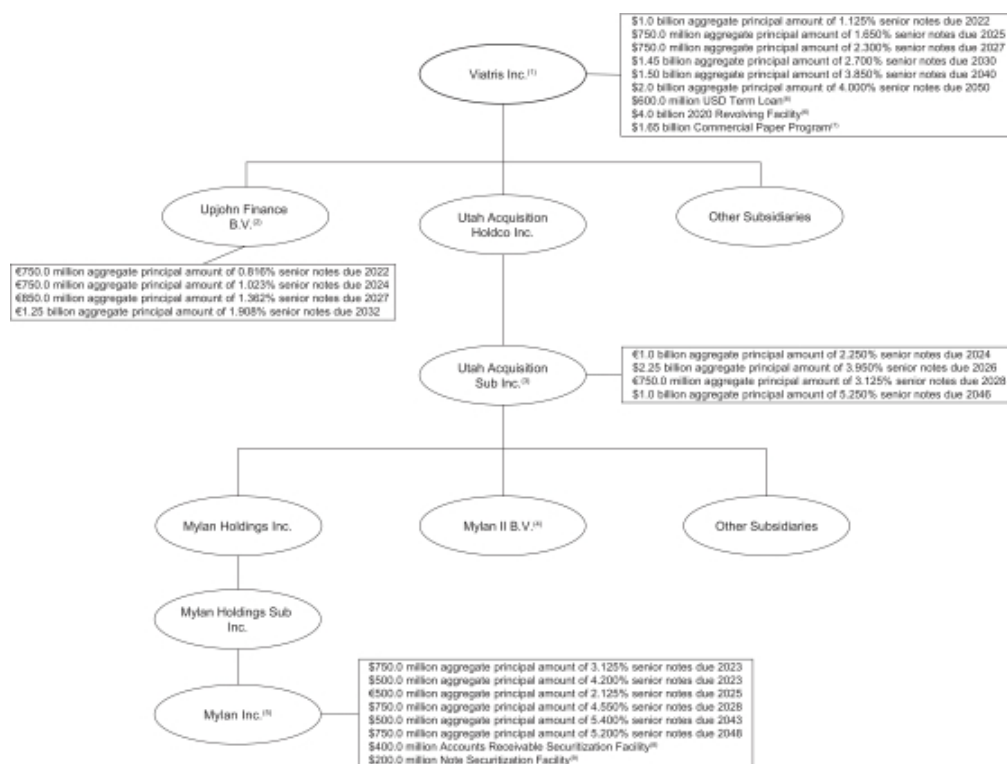 $1.0 billion aggregate principal amount of 1.125% senior notes due 2022
$750.0 million aggregate principal amount of 1.650% senior notes due 2025
$750.0 million aggregate principal amount of 2.300% senior notes due 2027
$1.45 billion aggregate principal amount of 2.700% senior notes due 2030
$1.50 billion aggregate principal amount of 3.850% senior notes due 2040
$2.0 billion aggregate principal amount of 4.000% senior notes due 2050
$600.0 million USD Term Loan
$4.0 billion 2020 Revolving Facility
$1.65 billion Commercial Paper Program
Viatris Inc.(1)
Upjohn Finance
B.V.(2)
Utah Acquisition
Holdco Inc.
Other Subsidiaries
€750.0 million aggregate principal amount of 0.816% senior notes due 2022
€750.0 million aggregate principal amount of 1.023% senior notes due 2024
€850.0 million aggregate principal amount of 1.362% senior notes due 2027
€1.25 billion aggregate principal amount of 1.908% senior notes due 2032
Utah Acquisition
Sub Inc.(3)
€1.0 billion aggregate principal amount of 2.250% senior notes due 2024
$2.25 billion aggregate principal amount of 3.950% senior notes due 2026
€750.0 million aggregate principal amount of 3.125% senior notes due 2028
$1.0 billion aggregate principal amount of 5.250% senior notes due 2046
Mylan Holdings Inc.
Mylan II B.V.(4)
Other Subsidiaries
Mylan Holdings Sub
Inc.
Mylan Inc.(5)
$750.0 million aggregate principal amount of 3.125% senior notes due 2023
$500.0 million aggregate principal amount of 4.200% senior notes due 2023
€500.0 million aggregate principal amount of 2.125% senior notes due 2025
$750.0 million aggregate principal amount of 4.550% senior notes due 2028
$500.0 million aggregate principal amount of 5.400% senior notes due 2043
$750.0 million aggregate principal amount of 5.200% senior notes due 2048
$400.0 million Accounts Receivable Securitization Facility
$200.0 million Note Securitization Facility